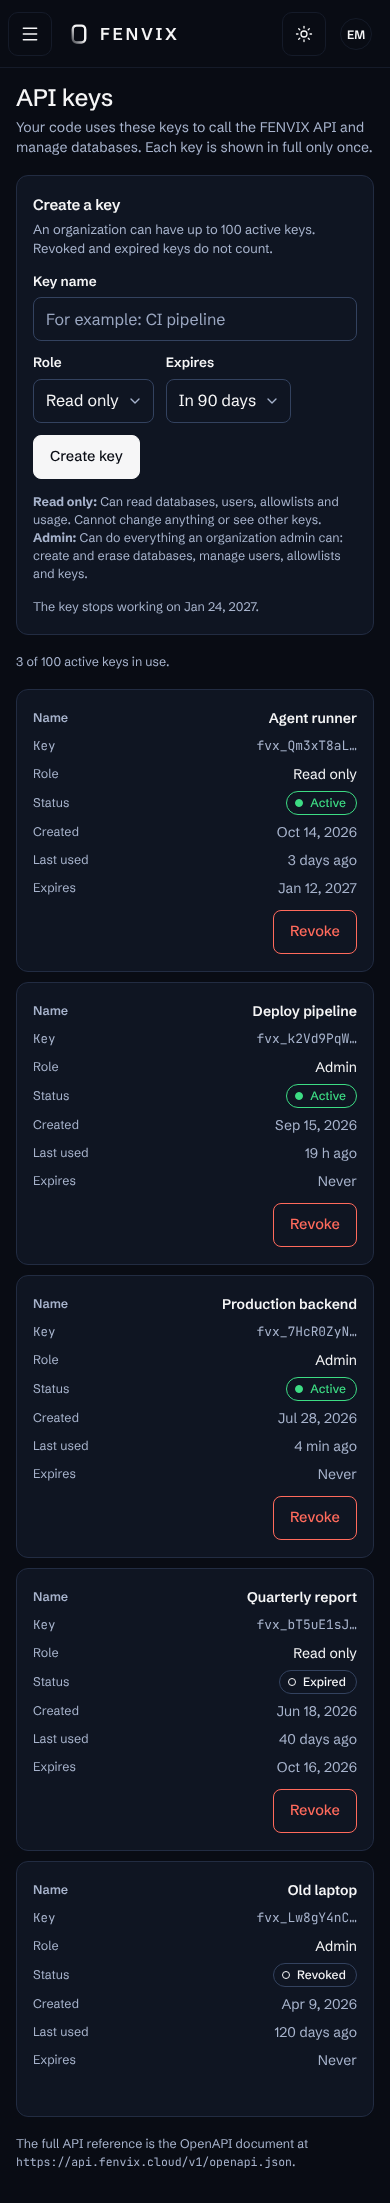 FENVIX
EM
API keys
Your code uses these keys to call the FENVIX API and
manage databases. Each key is shown in full only once.
Create a key
An organization can have up to 100 active keys.
Revoked and expired keys do not count.
Key name
For example: CI pipeline
Role Expires
Read only In 90 days
Create key
Read only: Can read databases, users, allowlists and
usage. Cannot change anything or see other keys.
Admin: Can do everything an organization admin can:
create and erase databases, manage users, allowlists
and keys.
The key stops working on Jan 24, 2027.
3 of 100 active keys in use.
Name Agent runner
Key fvx_Qm3xT8aL…
Role Read only
Status Active
Created Oct 14, 2026
Last used 3 days ago
Expires Jan 12, 2027
Revoke
Name Deploy pipeline
Key fvx_k2Vd9PqW…
Role Admin
Status Active
Created Sep 15, 2026
Last used 19 h ago
Expires Never
Revoke
Name Production backend
Key fvx_7HcR0ZyN…
Role Admin
Status Active
Created Jul 28, 2026
Last used 4 min ago
Expires Never
Revoke
Name Quarterly report
Key fvx_bT5uE1sJ…
Role Read only
Status Expired
Created Jun 18, 2026
Last used 40 days ago
Expires Oct 16, 2026
Revoke
Name Old laptop
Key fvx_Lw8gY4nC…
Role Admin
Status Revoked
Created Apr 9, 2026
Last used 120 days ago
Expires Never
The full API reference is the OpenAPI document at
https://api.fenvix.cloud/v1/openapi.json.